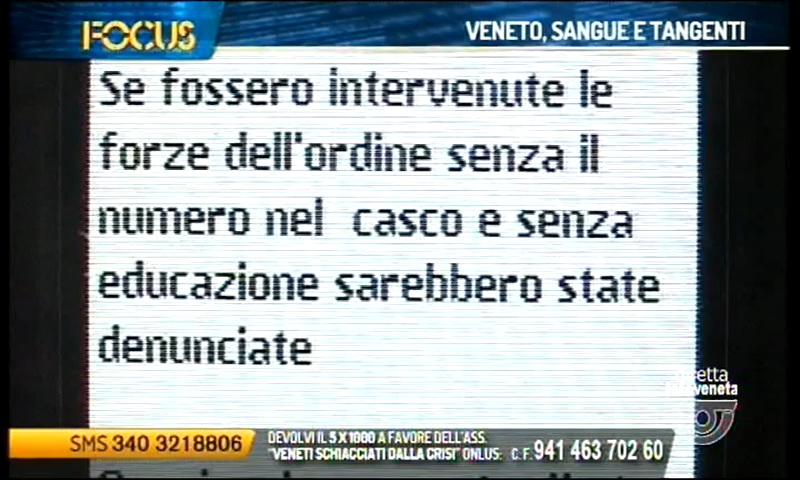 FOCUS
VENETO, SANGUE E TANGENTI
Se fossero intervenute le
forze dell'ordine senza il
numero nel casco e senza
educazione sarebbero state
denunciate
SMS 340 3218806
DEVOLVI IL 5 X 1000 A FAVORE DELL'ASS.
"VENETI SCHIACCIATI DALLA CRISI" ONLUS: C.F. 941 463 702 60